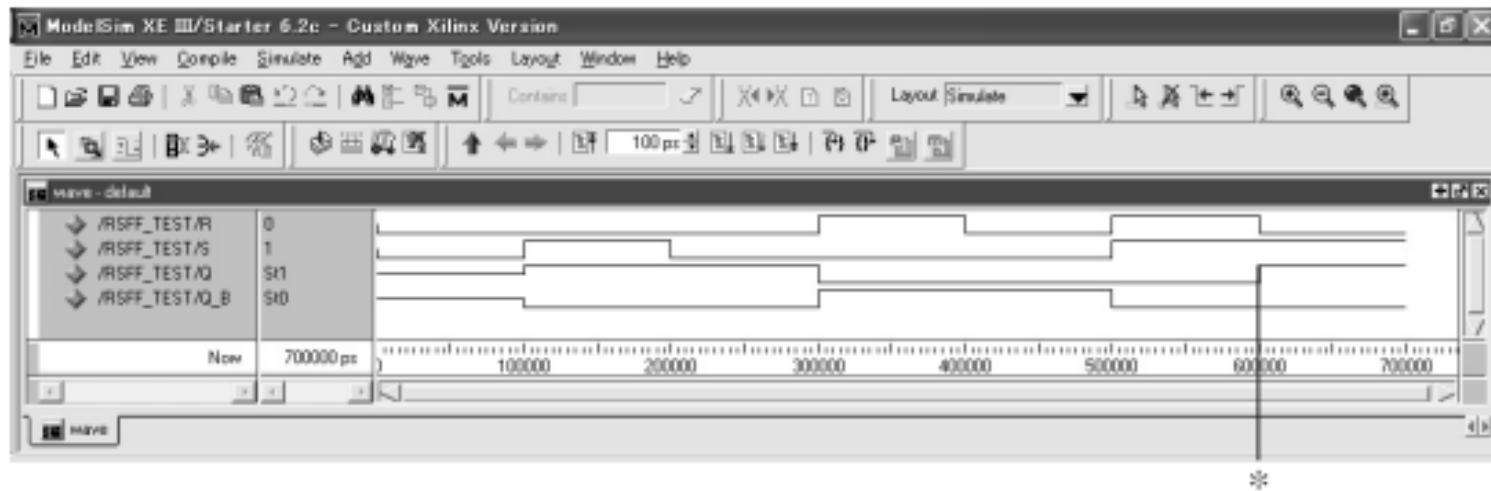 ModelSim XE III/Starter 6.2c - Custom Xilinx Version
File Edit View Compile Simulate Add Wave Tools Layout Window Help
Contains
Layout Simulate
100 ps
wave - default
/RSFF_TEST/R 0
/RSFF_TEST/S 1
/RSFF_TEST/Q St1
/RSFF_TEST/Q_B St0
Now 700000 ps
100000 200000 300000 400000 500000 600000 700000
wave
*